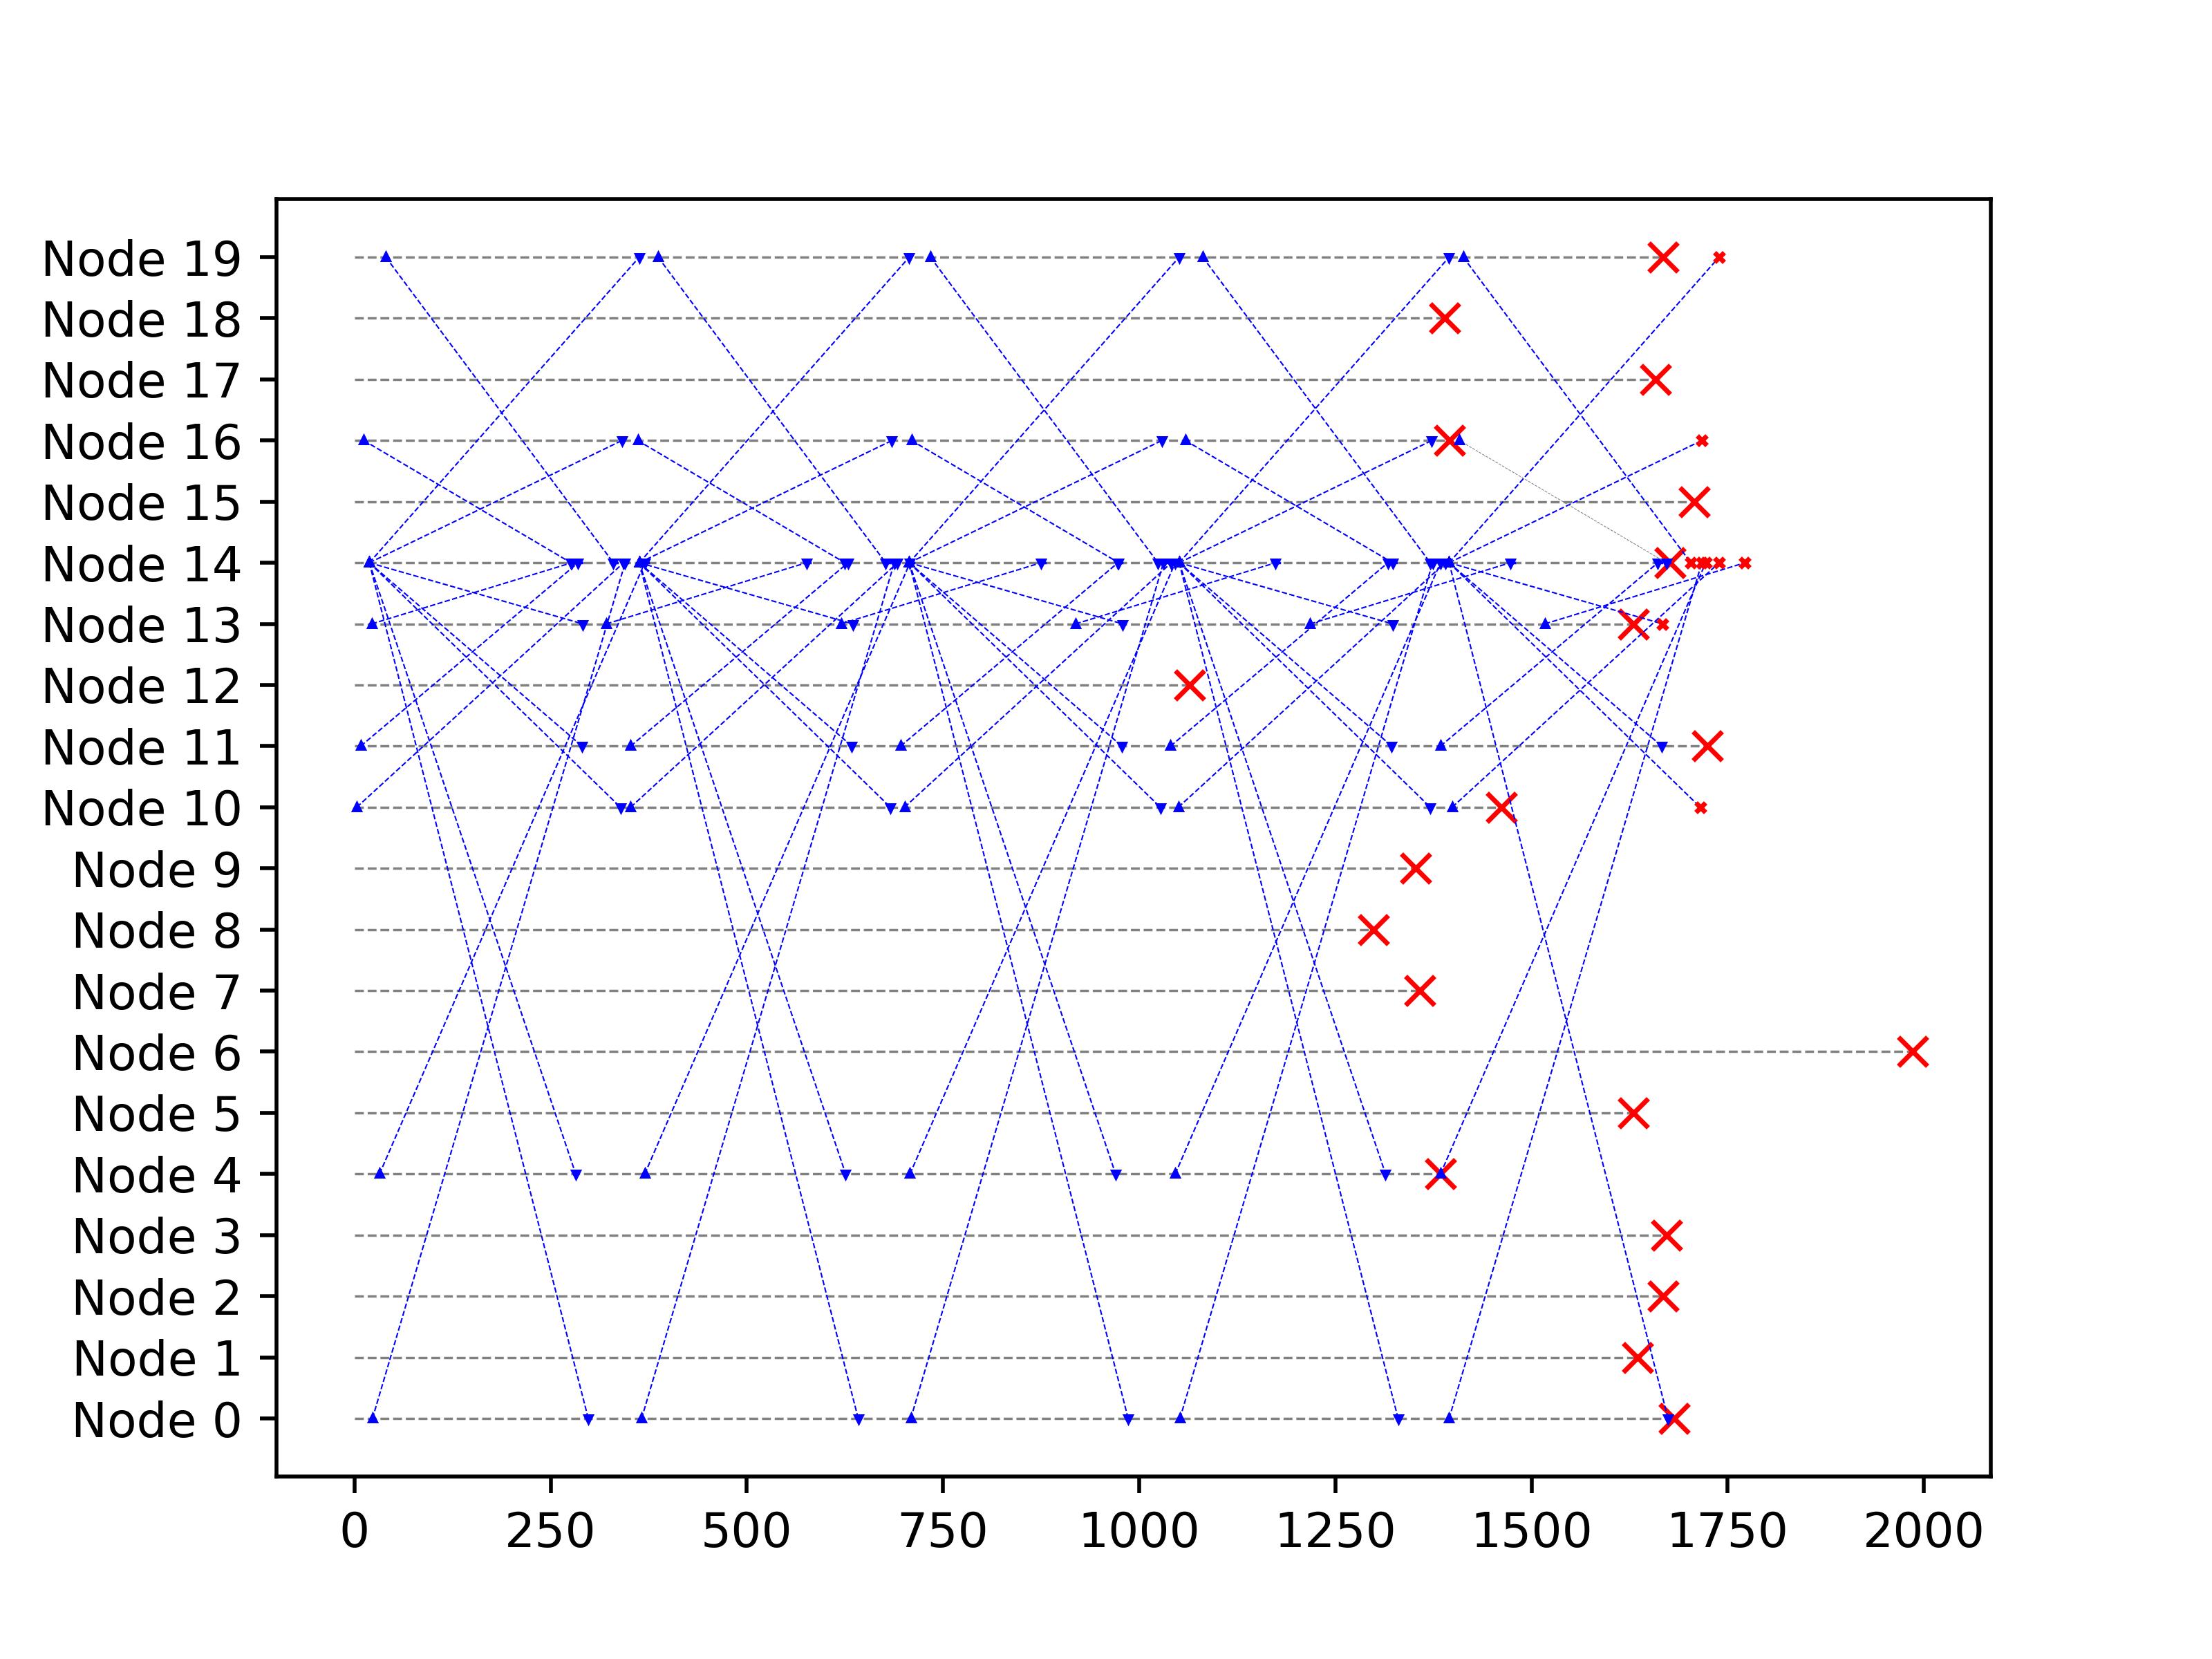 Node 19
Node 18
Node 17
Node 16
Node 15
Node 14
Node 13
Node 12
Node 11
Node 10
Node 9
Node 8
Node 7
Node 6
Node 5
Node 4
Node 3
Node 2
Node 1
Node 0
0 250 500 750 1000 1250 1500 1750 2000